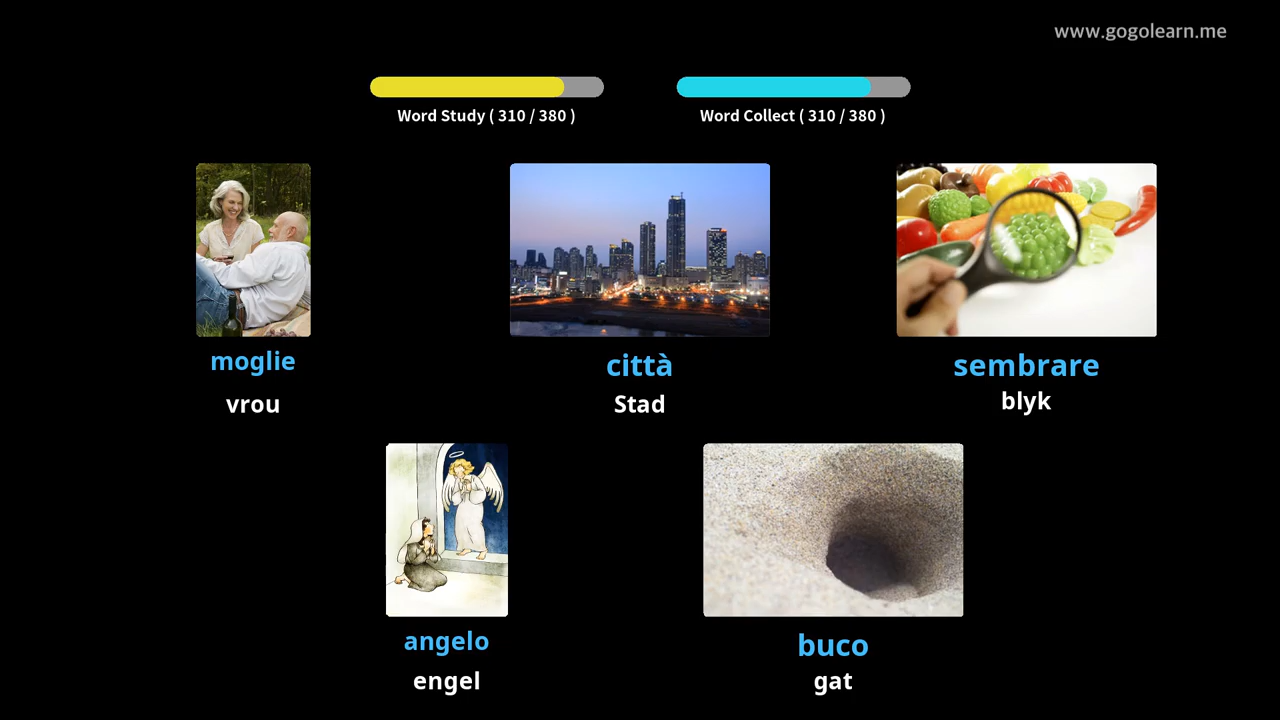 www.gogolearn.me
Word Study ( 310 / 380 )
Word Collect ( 310 / 380 )
moglie
vrou
città
Stad
sembrare
blyk
angelo
engel
buco
gat